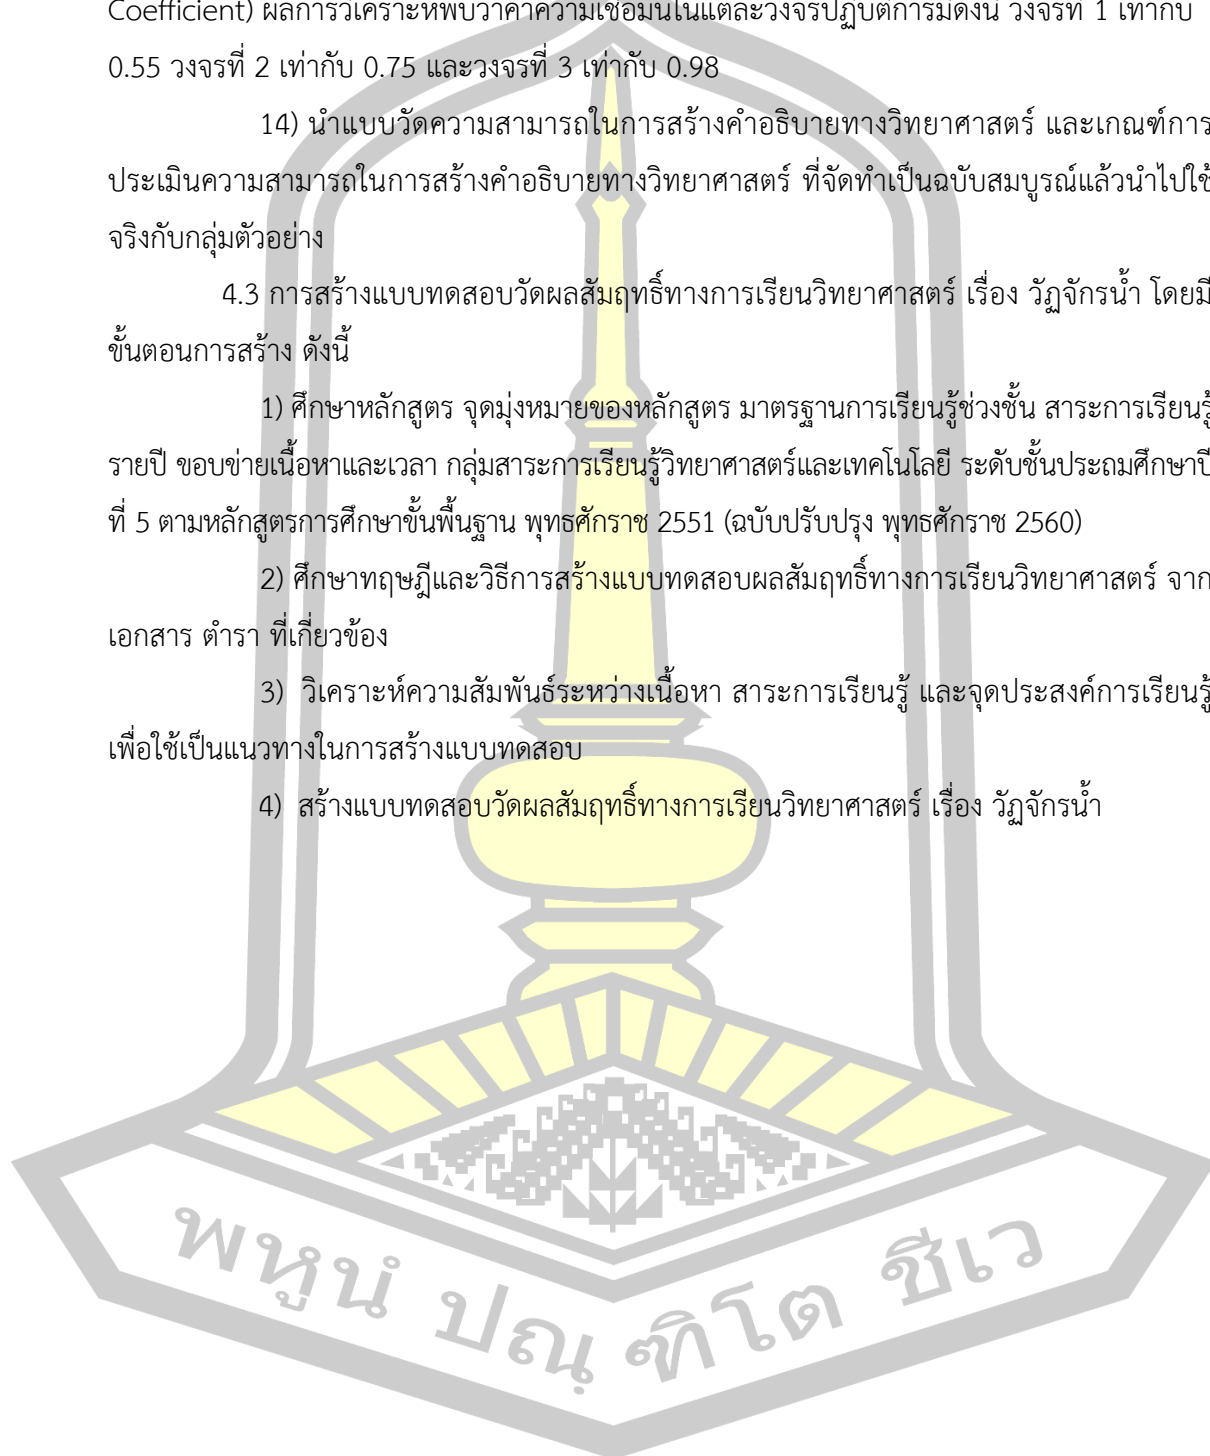 Coefficient) ผลการวิเคราะห์พบว่าค่าความเชื่อมั่นในแต่ละวงจรปฏิบัติการมีดังนี้ วงจรที่ 1 เท่ากับ
0.55 วงจรที่ 2 เท่ากับ 0.75 และวงจรที่ 3 เท่ากับ 0.98
14) นำแบบวัดความสามารถในการสร้างคำอธิบายทางวิทยาศาสตร์ และเกณฑ์การ
ประเมินความสามารถในการสร้างคำอธิบายทางวิทยาศาสตร์ ที่จัดทำเป็นฉบับสมบูรณ์แล้วนำไปใช้
จริงกับกลุ่มตัวอย่าง
4.3 การสร้างแบบทดสอบวัดผลสัมฤทธิ์ทางการเรียนวิทยาศาสตร์ เรื่อง วัฏจักรน้ำ โดยมี
ขั้นตอนการสร้าง ดังนี้
1) ศึกษาหลักสูตร จุดมุ่งหมายของหลักสูตร มาตรฐานการเรียนรู้ช่วงชั้น สาระการเรียนรู้
รายปี ขอบข่ายเนื้อหาและเวลา กลุ่มสาระการเรียนรู้วิทยาศาสตร์และเทคโนโลยี ระดับชั้นประถมศึกษาปี
ที่ 5 ตามหลักสูตรการศึกษาขั้นพื้นฐาน พุทธศักราช 2551 (ฉบับปรับปรุง พุทธศักราช 2560)
2) ศึกษาทฤษฎีและวิธีการสร้างแบบทดสอบผลสัมฤทธิ์ทางการเรียนวิทยาศาสตร์ จาก
เอกสาร ตำรา ที่เกี่ยวข้อง
3) วิเคราะห์ความสัมพันธ์ระหว่างเนื้อหา สาระการเรียนรู้ และจุดประสงค์การเรียนรู้
เพื่อใช้เป็นแนวทางในการสร้างแบบทดสอบ
4) สร้างแบบทดสอบวัดผลสัมฤทธิ์ทางการเรียนวิทยาศาสตร์ เรื่อง วัฏจักรน้ำ
พหูนํ ปณฺฑิโต ชีเว